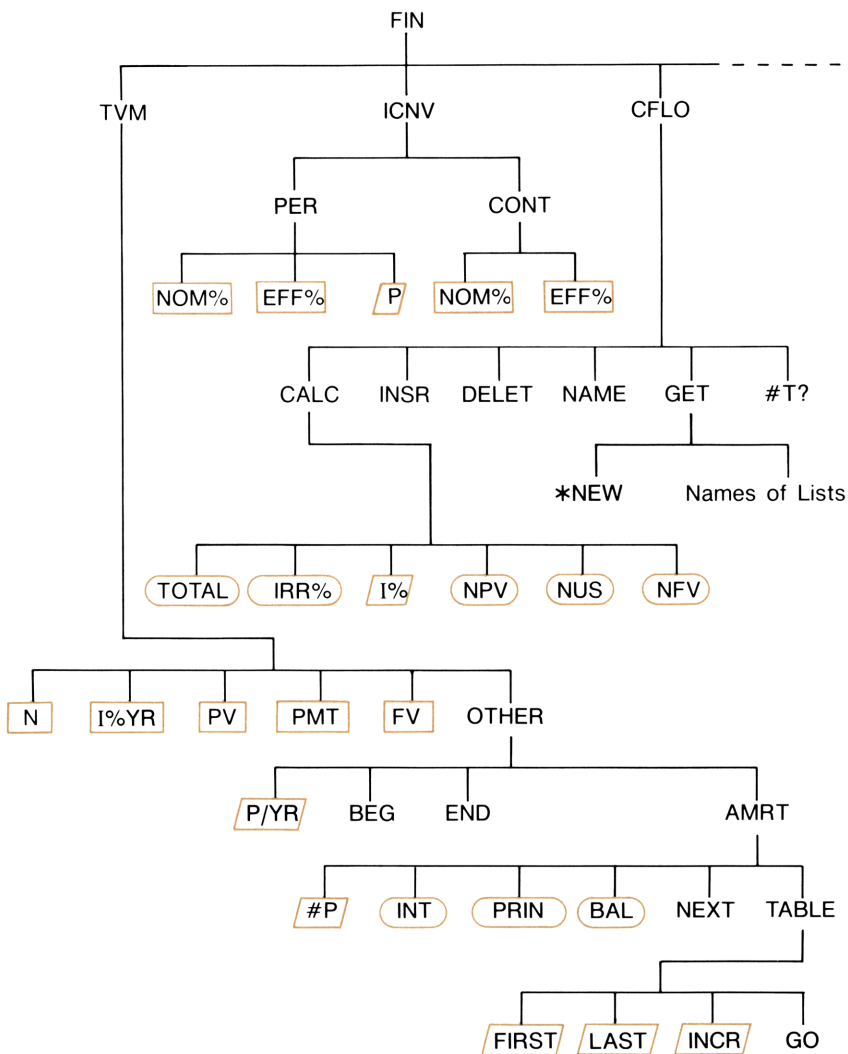 FIN
TVM ICNV CFLO
PER CONT
NOM% EFF% P NOM% EFF%
CALC INSR DELET NAME GET #T?
*NEW Names of Lists
TOTAL IRR% I% NPV NUS NFV
N I%YR PV PMT FV OTHER
P/YR BEG END AMRT
#P INT PRIN BAL NEXT TABLE
FIRST LAST INCR GO